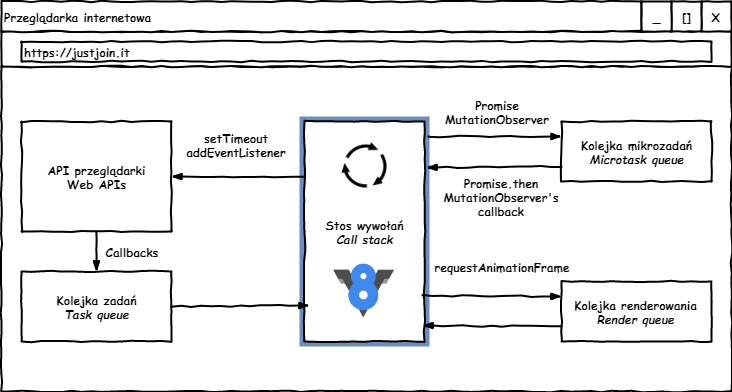 Przeglądarka internetowa
_ [] X
https://justjoin.it
Promise
MutationObserver
setTimeout
addEventListener
Kolejka mikrozadań
Microtask queue
API przeglądarki
Web APIs
Promise.then
MutationObserver's
callback
Stos wywołań
Call stack
Callbacks
requestAnimationFrame
Kolejka zadań
Task queue
Kolejka renderowania
Render queue